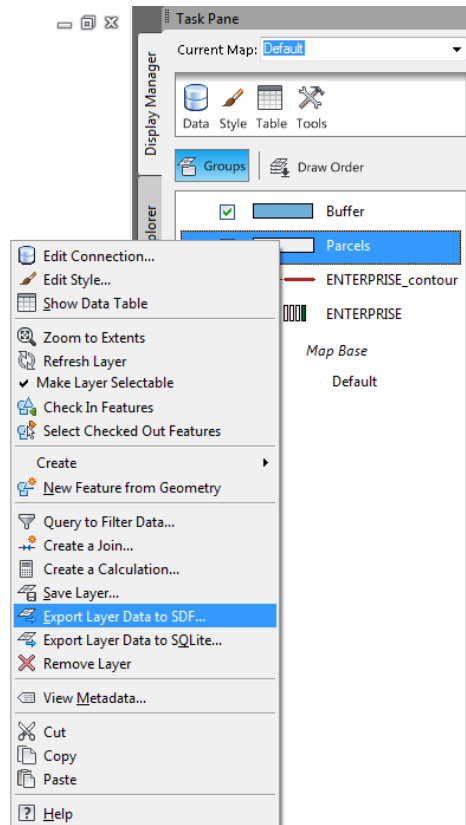 Task Pane
Current Map: Default
Display Manager
Data Style Table Tools
Groups Draw Order
plorer
Buffer
Parcels
ENTERPRISE_contour
ENTERPRISE
Map Base
Default
Edit Connection...
Edit Style...
Show Data Table
Zoom to Extents
Refresh Layer
Make Layer Selectable
Check In Features
Select Checked Out Features
Create
New Feature from Geometry
Query to Filter Data...
Create a Join...
Create a Calculation...
Save Layer...
Export Layer Data to SDF...
Export Layer Data to SQLite...
Remove Layer
View Metadata...
Cut
Copy
Paste
Help